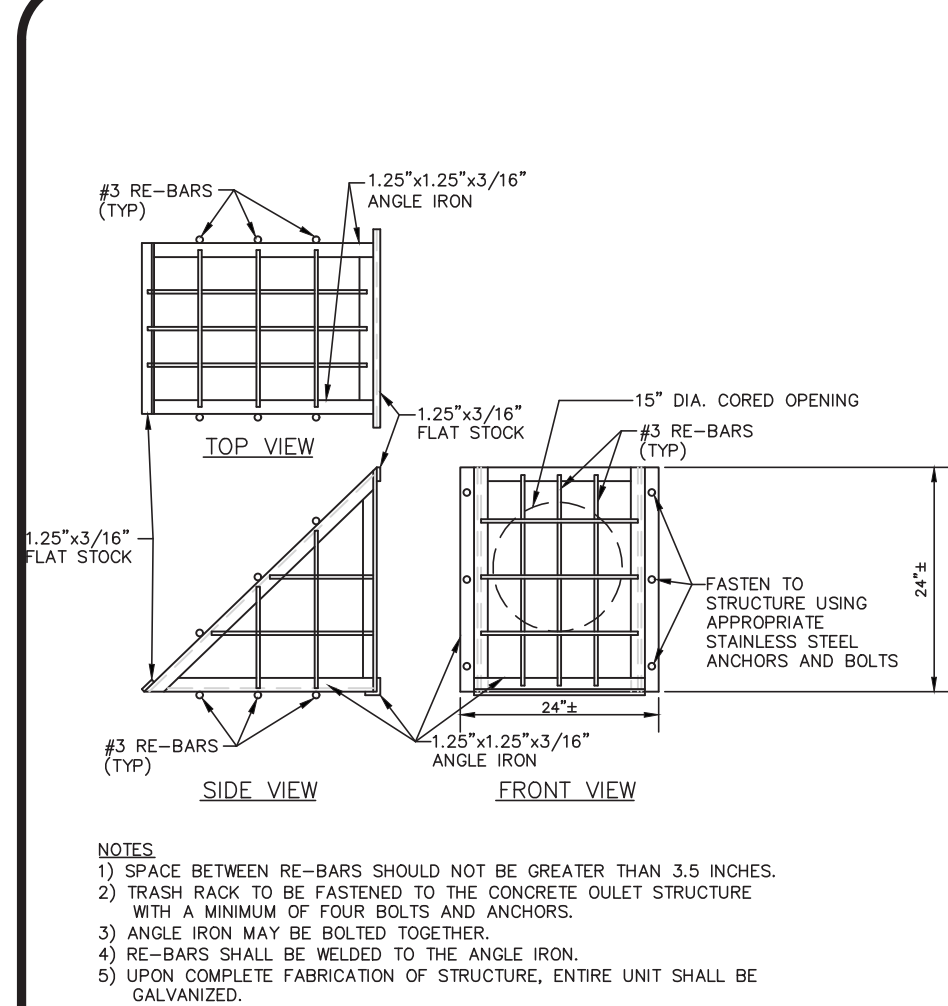 #3 RE-BARS
(TYP)
1.25"x1.25"x3/16"
ANGLE IRON
TOP VIEW
1.25"x3/16"
FLAT STOCK
15" DIA. CORED OPENING
#3 RE-BARS
(TYP)
1.25"x3/16"
FLAT STOCK
24"±
FASTEN TO
STRUCTURE USING
APPROPRIATE
STAINLESS STEEL
ANCHORS AND BOLTS
24"±
#3 RE-BARS
(TYP)
1.25"x1.25"x3/16"
ANGLE IRON
SIDE VIEW
FRONT VIEW
NOTES
1) SPACE BETWEEN RE-BARS SHOULD NOT BE GREATER THAN 3.5 INCHES.
2) TRASH RACK TO BE FASTENED TO THE CONCRETE OULET STRUCTURE
WITH A MINIMUM OF FOUR BOLTS AND ANCHORS.
3) ANGLE IRON MAY BE BOLTED TOGETHER.
4) RE-BARS SHALL BE WELDED TO THE ANGLE IRON.
5) UPON COMPLETE FABRICATION OF STRUCTURE, ENTIRE UNIT SHALL BE
GALVANIZED.